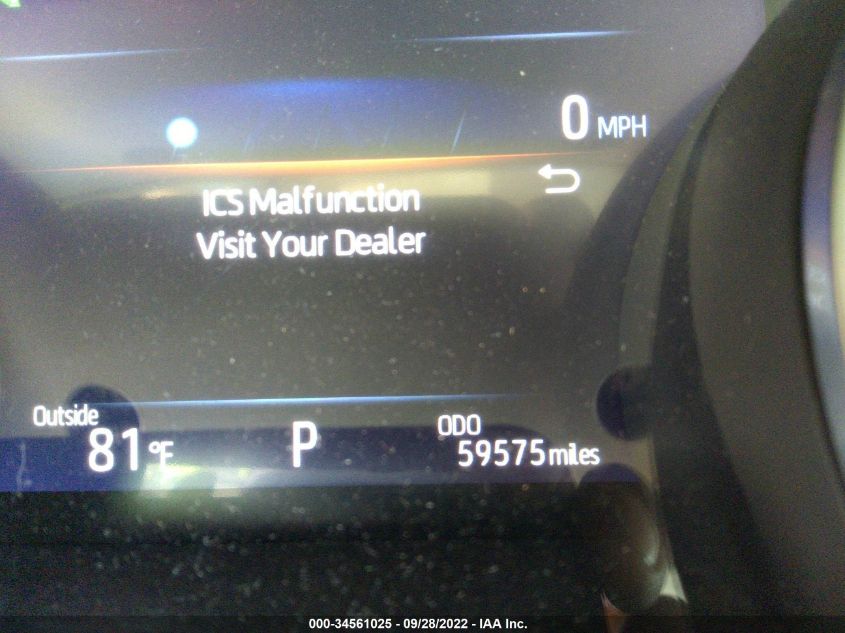 0 MPH
ICS Malfunction
Visit Your Dealer
Outside
81°F
P
ODO
59575 miles
000-34561025 - 09/28/2022 - IAA Inc.